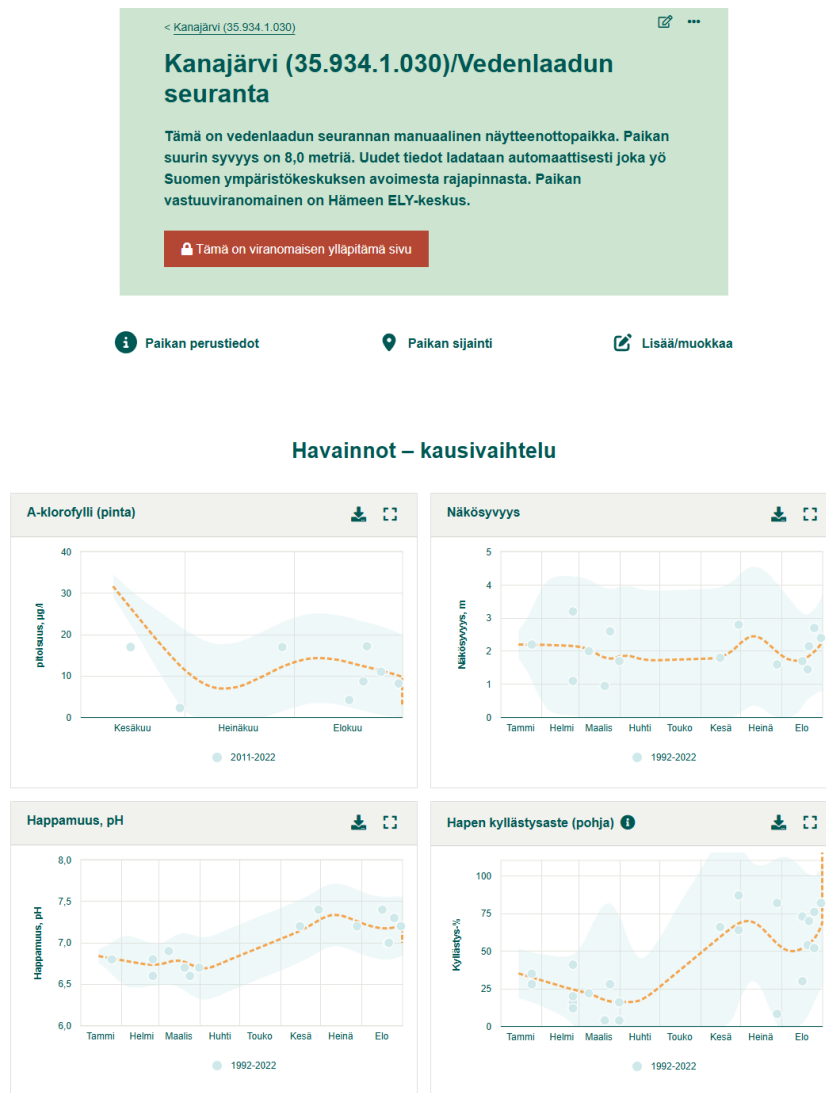 < Kanajärvi (35.934.1.030)
Kanajärvi (35.934.1.030)/Vedenlaadun
seuranta
Tämä on vedenlaadun seurannan manuaalinen näytteenottopaikka. Paikan
suurin syvyys on 8,0 metriä. Uudet tiedot ladataan automaattisesti joka yö
Suomen ympäristökeskuksen avoimesta rajapinnasta. Paikan
vastuuviranomainen on Hämeen ELY-keskus.
Tämä on viranomaisen ylläpitämä sivu
Paikan perustiedot
Paikan sijainti
Lisää/muokkaa
Havainnot – kausivaihtelu
A-klorofylli (pinta)
40
30
20
10
0
pitoisuus, µg/l
Kesäkuu Heinäkuu Elokuu
2011-2022
Näkösyvyys
5
4
3
2
1
0
Näkösyvyys, m
Tammi Helmi Maalis Huhti Touko Kesä Heinä Elo
1992-2022
Happamuus, pH
8,0
7,5
7,0
6,5
6,0
Happamuus, pH
Tammi Helmi Maalis Huhti Touko Kesä Heinä Elo
1992-2022
Hapen kyllästysaste (pohja)
100
75
50
25
0
Kyllästys-%
Tammi Helmi Maalis Huhti Touko Kesä Heinä Elo
1992-2022